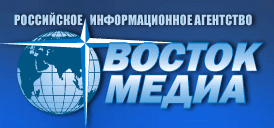 РОССИЙСКОЕ ИНФОРМАЦИОННОЕ АГЕНТСТВО
ВОСТОК
МЕДИА